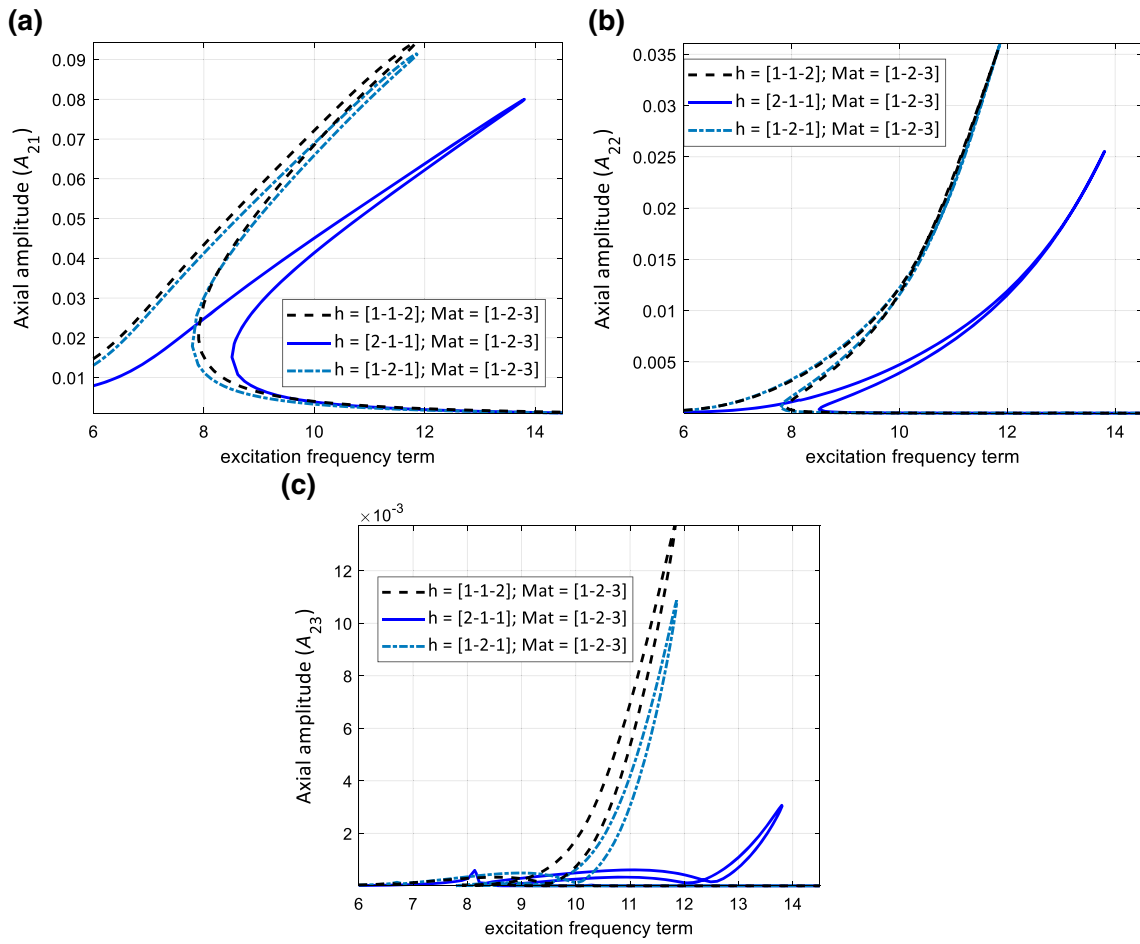 (a)
Axial amplitude (A21)
0.09
0.08
0.07
0.06
0.05
0.04
0.03
0.02
0.01
h = [1-1-2]; Mat = [1-2-3]
h = [2-1-1]; Mat = [1-2-3]
h = [1-2-1]; Mat = [1-2-3]
6 8 10 12 14
excitation frequency term
(b)
Axial amplitude (A22)
0.035
0.03
0.025
0.02
0.015
0.01
0.005
h = [1-1-2]; Mat = [1-2-3]
h = [2-1-1]; Mat = [1-2-3]
h = [1-2-1]; Mat = [1-2-3]
6 8 10 12 14
excitation frequency term
(c)
×10-3
Axial amplitude (A23)
12
10
8
6
4
2
h = [1-1-2]; Mat = [1-2-3]
h = [2-1-1]; Mat = [1-2-3]
h = [1-2-1]; Mat = [1-2-3]
6 7 8 9 10 11 12 13 14
excitation frequency term